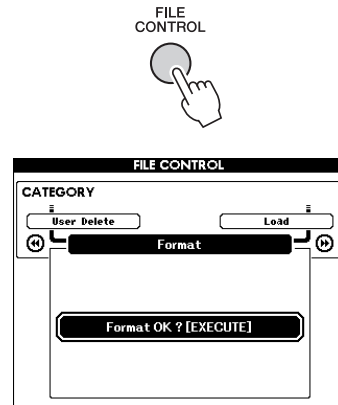 FILE
CONTROL
FILE CONTROL
CATEGORY
User Delete
Load
Format
Format OK ? [EXECUTE]